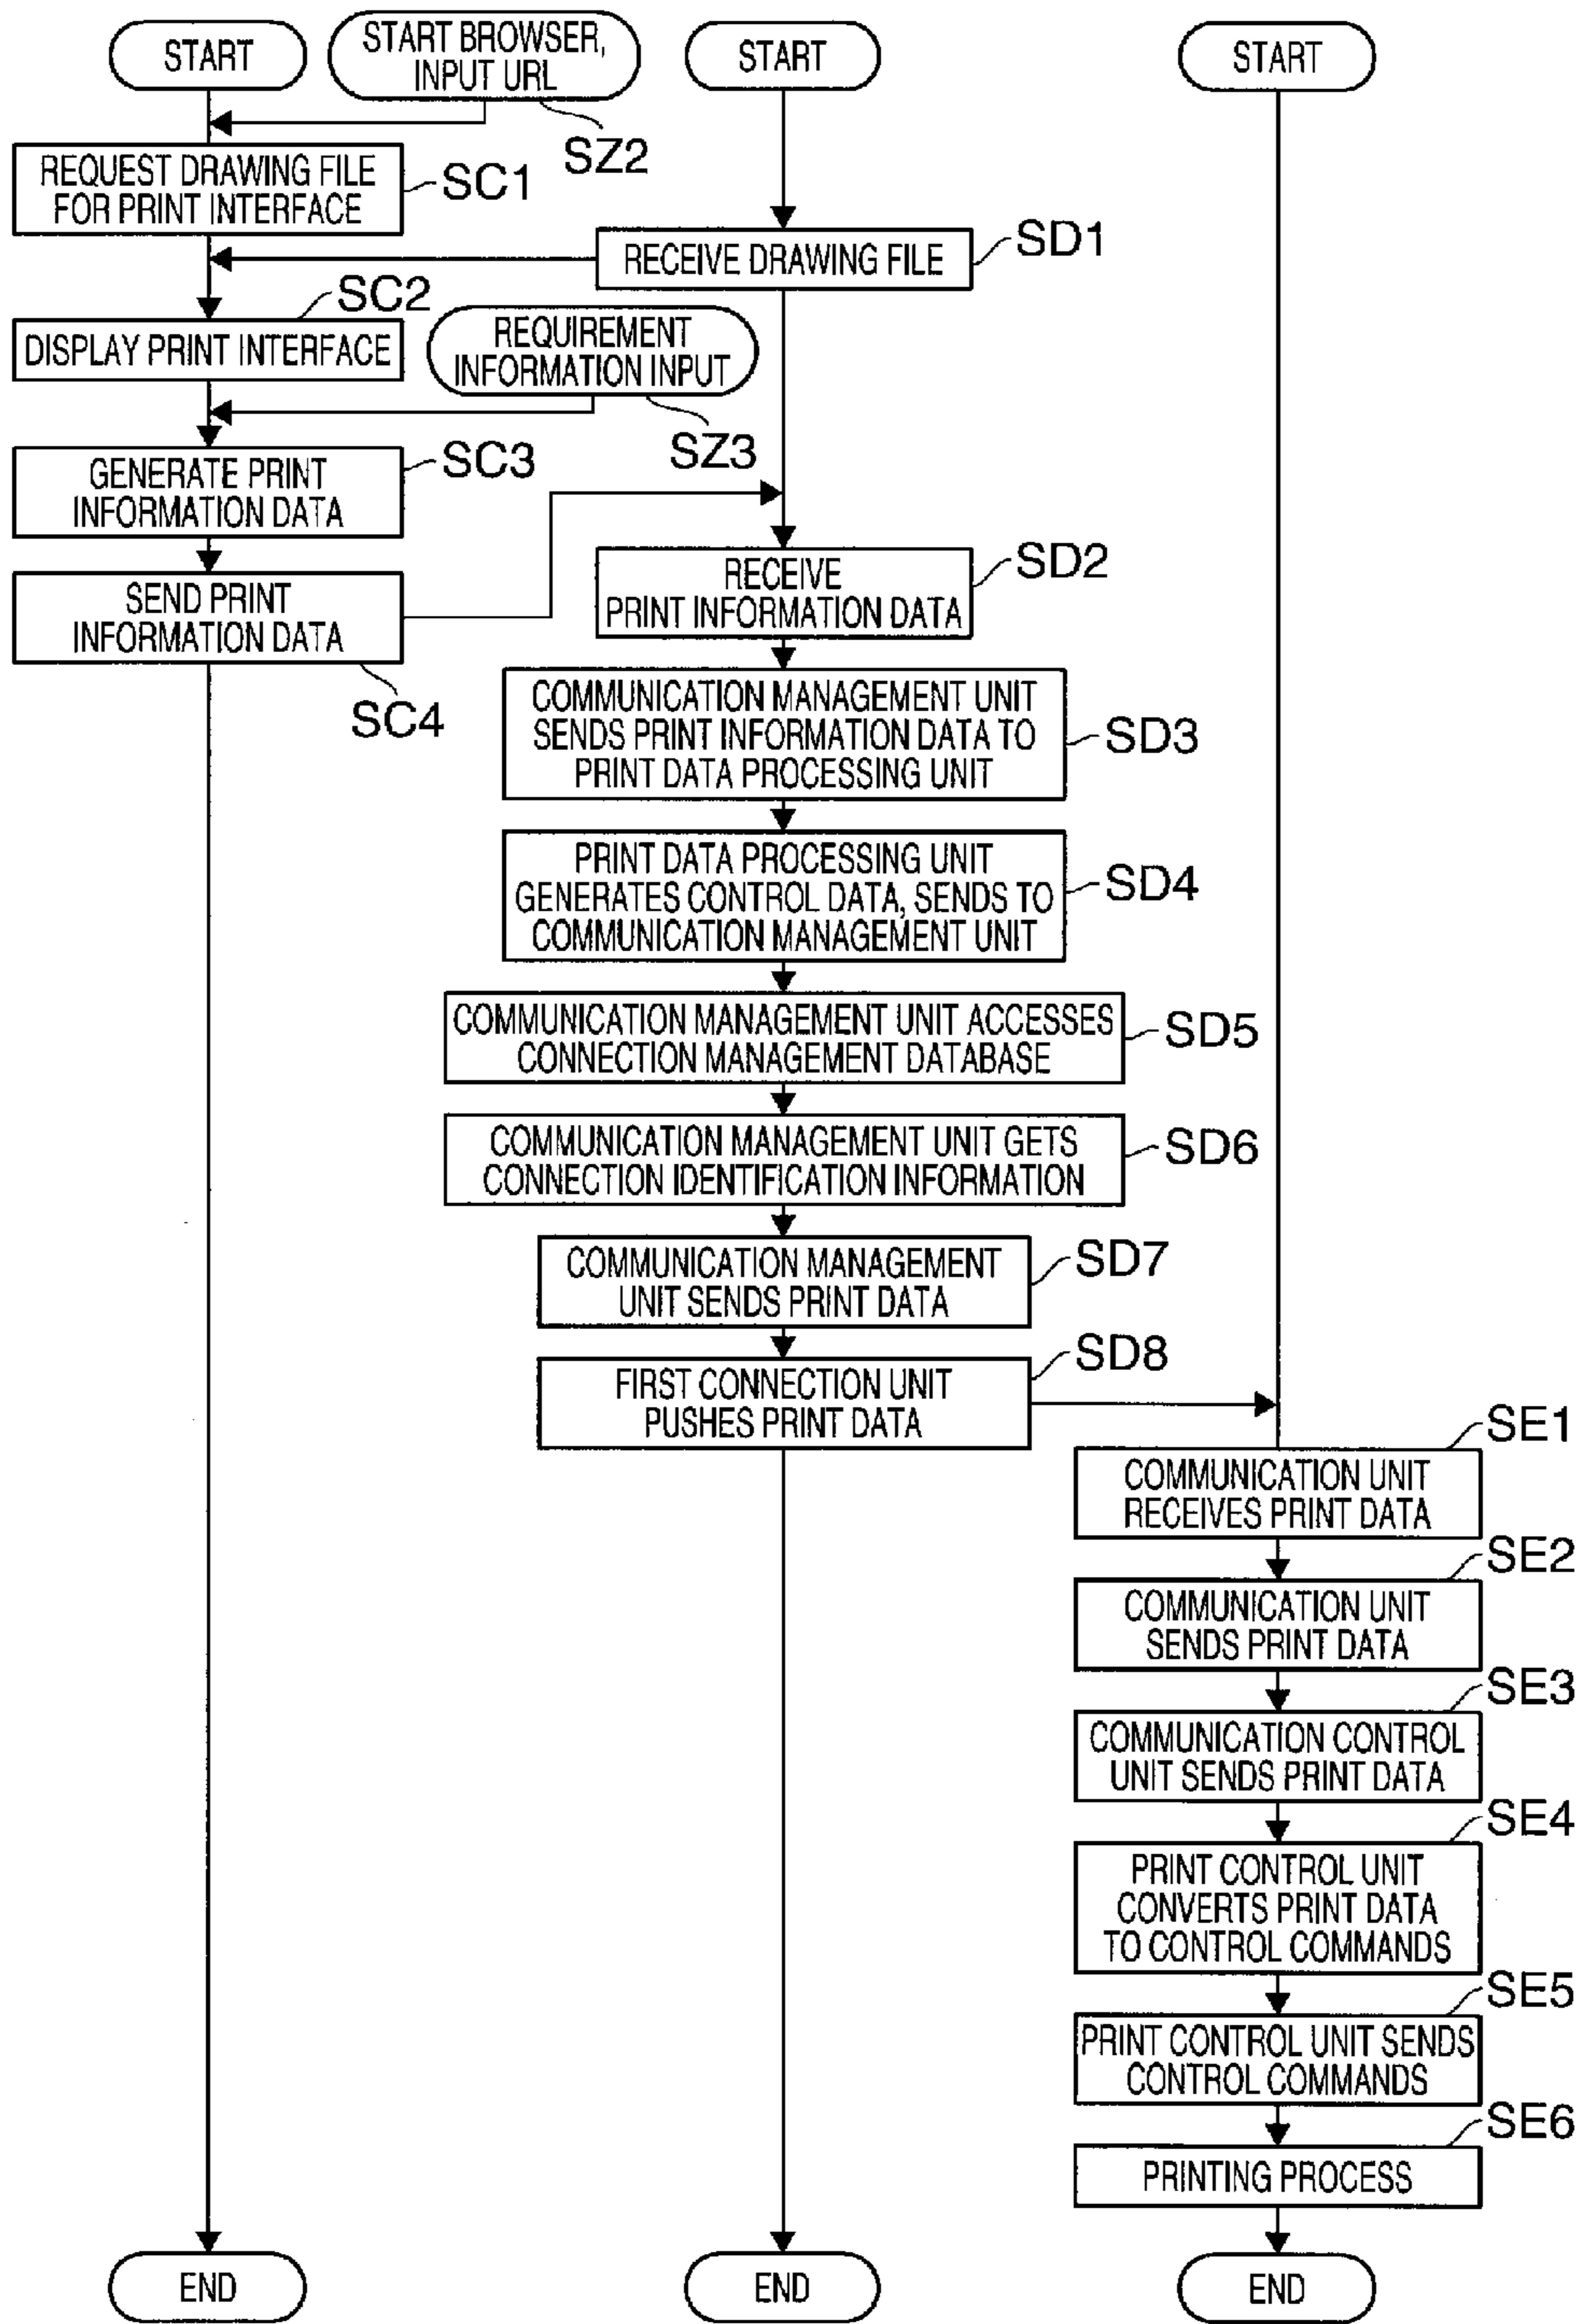 START
START BROWSER,
INPUT URL
SZ2
START
START
REQUEST DRAWING FILE
FOR PRINT INTERFACE
SC1
RECEIVE DRAWING FILE
SD1
SC2
DISPLAY PRINT INTERFACE
REQUIREMENT
INFORMATION INPUT
SZ3
GENERATE PRINT
INFORMATION DATA
SC3
SEND PRINT
INFORMATION DATA
SC4
RECEIVE
PRINT INFORMATION DATA
SD2
COMMUNICATION MANAGEMENT UNIT
SENDS PRINT INFORMATION DATA TO
PRINT DATA PROCESSING UNIT
SD3
PRINT DATA PROCESSING UNIT
GENERATES CONTROL DATA, SENDS TO
COMMUNICATION MANAGEMENT UNIT
SD4
COMMUNICATION MANAGEMENT UNIT ACCESSES
CONNECTION MANAGEMENT DATABASE
SD5
COMMUNICATION MANAGEMENT UNIT GETS
CONNECTION IDENTIFICATION INFORMATION
SD6
COMMUNICATION MANAGEMENT
UNIT SENDS PRINT DATA
SD7
FIRST CONNECTION UNIT
PUSHES PRINT DATA
SD8
SE1
COMMUNICATION UNIT
RECEIVES PRINT DATA
SE2
COMMUNICATION UNIT
SENDS PRINT DATA
SE3
COMMUNICATION CONTROL
UNIT SENDS PRINT DATA
SE4
PRINT CONTROL UNIT
CONVERTS PRINT DATA
TO CONTROL COMMANDS
SE5
PRINT CONTROL UNIT SENDS
CONTROL COMMANDS
SE6
PRINTING PROCESS
END
END
END